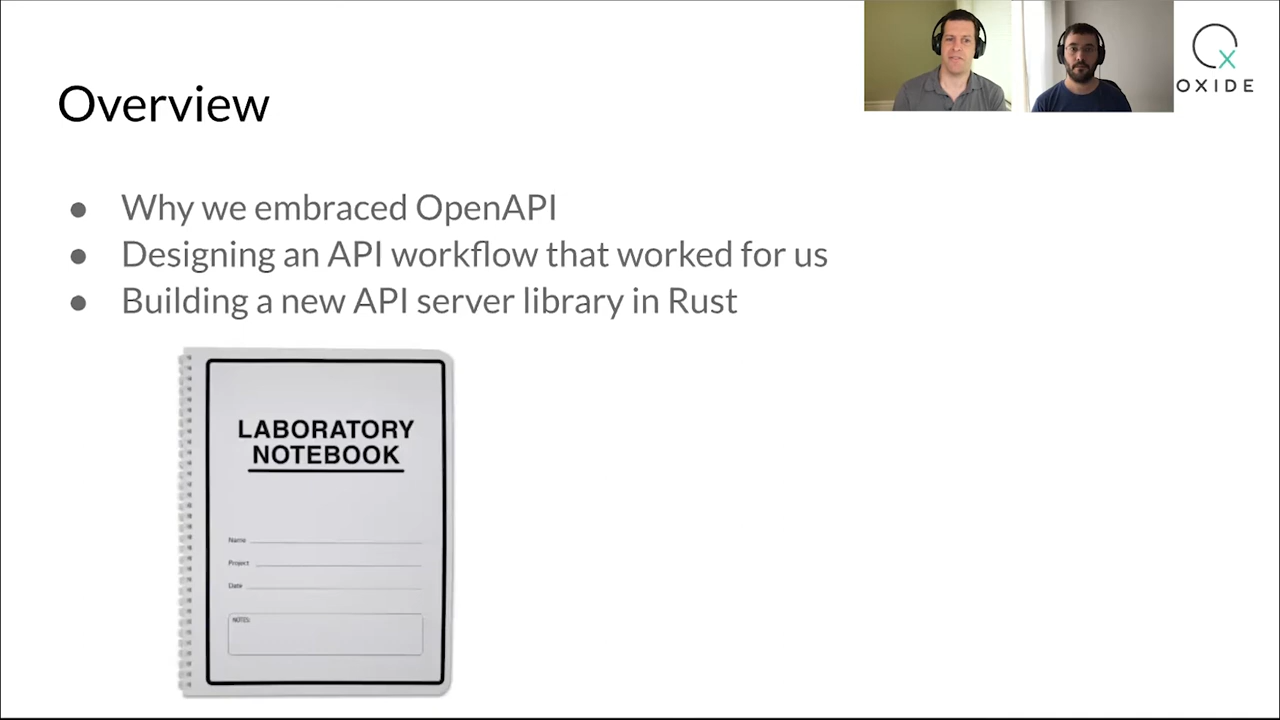 OXIDE
Overview
● Why we embraced OpenAPI
● Designing an API workflow that worked for us
● Building a new API server library in Rust
LABORATORY
NOTEBOOK
Name
Project
Date
NOTES: